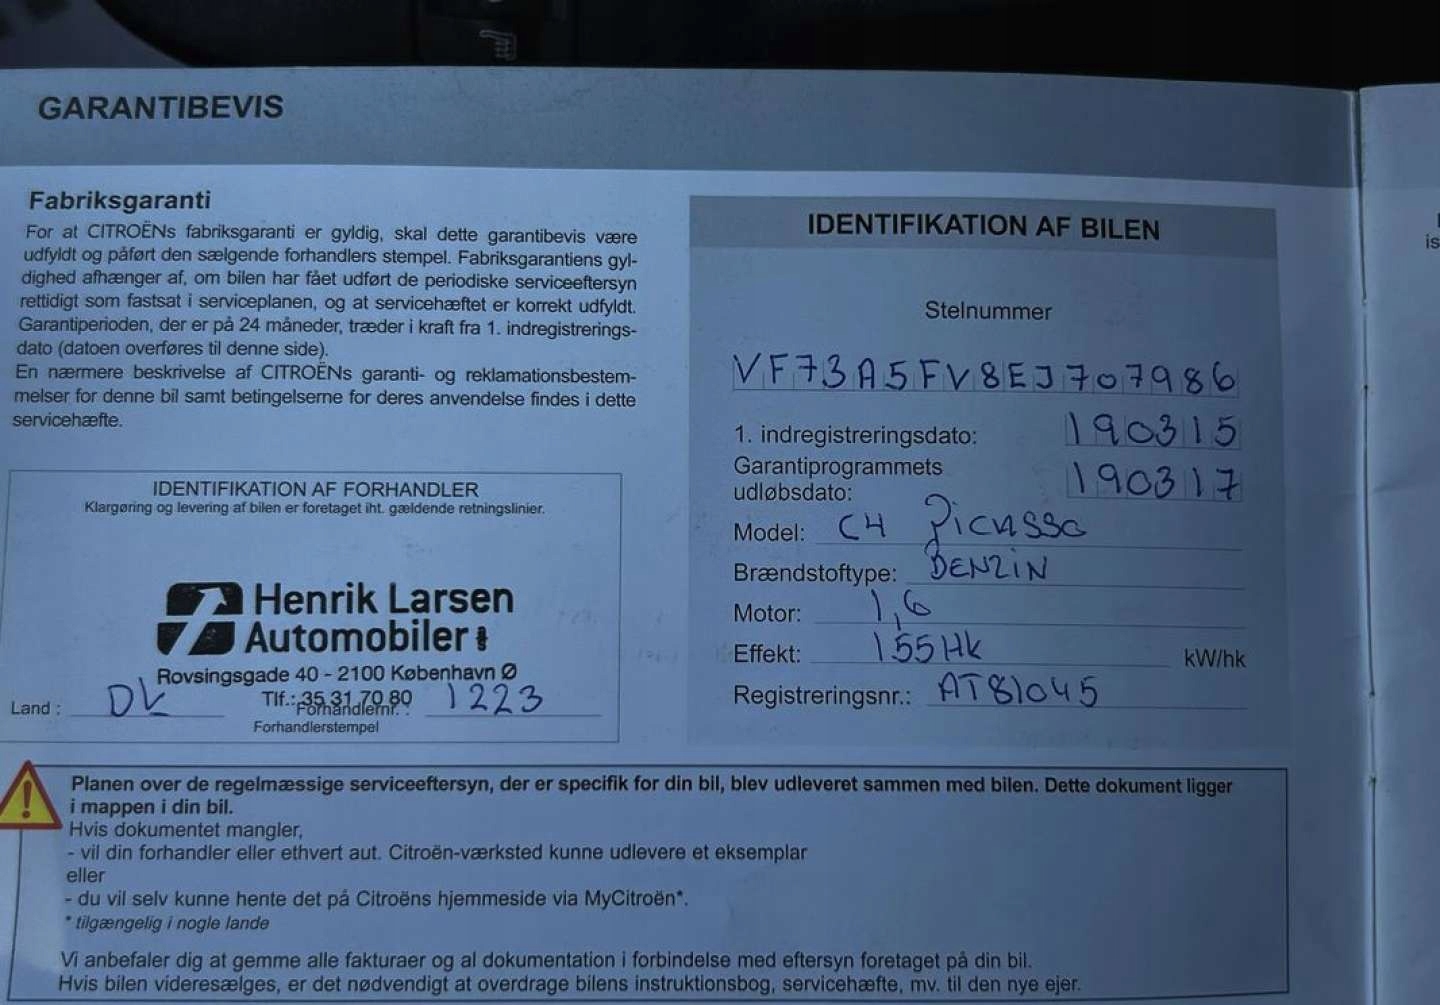 GARANTIBEVIS
Fabriksgaranti
For at CITROËNs fabriksgaranti er gyldig, skal dette garantibevis være
udfyldt og påført den sælgende forhandlers stempel. Fabriksgarantiens gyl-
dighed afhænger af, om bilen har fået udført de periodiske serviceeftersyn
rettidigt som fastsat i serviceplanen, og at servicehæftet er korrekt udfyldt.
Garantiperioden, der er på 24 måneder, træder i kraft fra 1. indregistrerings-
dato (datoen overføres til denne side).
En nærmere beskrivelse af CITROËNs garanti- og reklamationsbestem-
melser for denne bil samt betingelserne for deres anvendelse findes i dette
servicehæfte.
IDENTIFIKATION AF FORHANDLER
Klargøring og levering af bilen er foretaget iht. gældende retningslinier.
Henrik Larsen
Automobiler
Rovsingsgade 40 - 2100 København Ø
Tlf.: 35 31 70 80
Land : DK Forhandlernr. : 1223
Forhandlerstempel
IDENTIFIKATION AF BILEN
Stelnummer
VF73A5FV8EJ707986
1. indregistreringsdato: 190315
Garantiprogrammets
udløbsdato: 190317
Model: C4 Picasso
Brændstoftype: BENZIN
Motor: 1,6
Effekt: 155HK kW/hk
Registreringsnr.: AT81045
Planen over de regelmæssige serviceeftersyn, der er specifik for din bil, blev udleveret sammen med bilen. Dette dokument ligger
i mappen i din bil.
Hvis dokumentet mangler,
- vil din forhandler eller ethvert aut. Citroën-værksted kunne udlevere et eksemplar
eller
- du vil selv kunne hente det på Citroëns hjemmeside via MyCitroën*.
* tilgængelig i nogle lande
Vi anbefaler dig at gemme alle fakturaer og al dokumentation i forbindelse med eftersyn foretaget på din bil.
Hvis bilen videresælges, er det nødvendigt at overdrage bilens instruktionsbog, servicehæfte, mv. til den nye ejer.